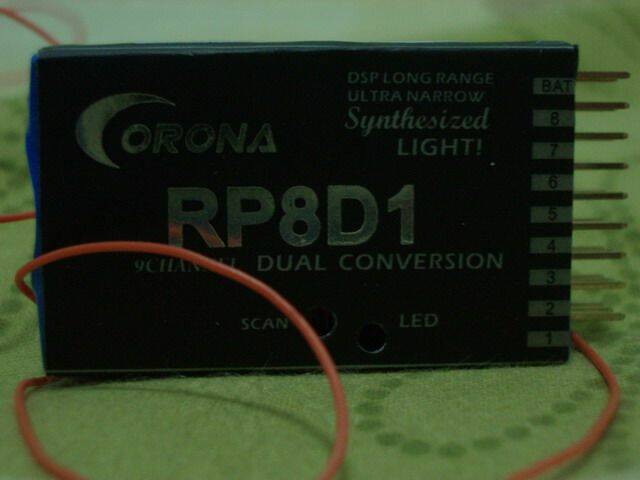 CORONA
DSP LONG RANGE
ULTRA NARROW
Synthesized
LIGHT!
RP8D1
9CHANNEL DUAL CONVERSION
SCAN
LED
BAT
8
7
6
5
4
3
2
1